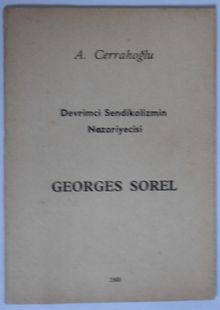 A. Cerrahoğlu
Devrimci Sendikalizmin
Nazariyecisi
GEORGES SOREL